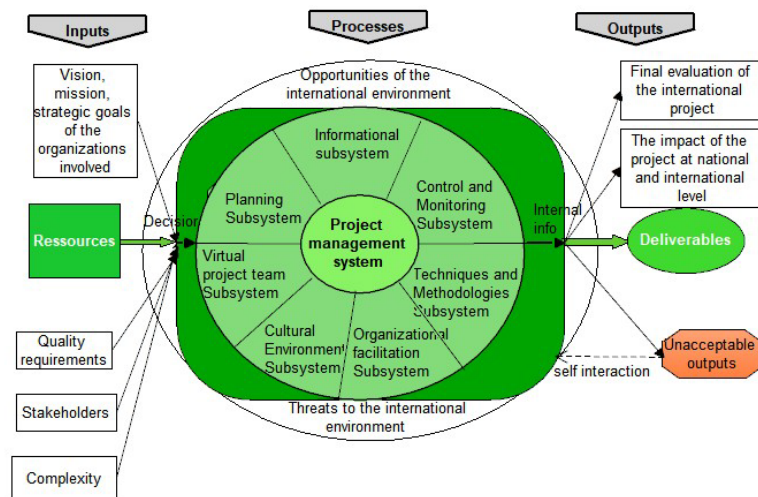 Inputs
Processes
Outputs
Vision,
mission,
strategic goals
of the
organizations
involved
Ressources
Quality
requirements
Stakeholders
Complexity
Decision
Opportunities of the
international environment
Informational
subsystem
Planning
Subsystem
Control and
Monitoring
Subsystem
Project
management
system
Virtual
project team
Subsystem
Techniques and
Methodologies
Subsystem
Cultural
Environment
Subsystem
Organizational
facilitation
Subsystem
Threats to the international
environment
Internal
info
Final evaluation of
the international
project
The impact of the
project at national
and international
level
Deliverables
Unacceptable
outputs
self interaction